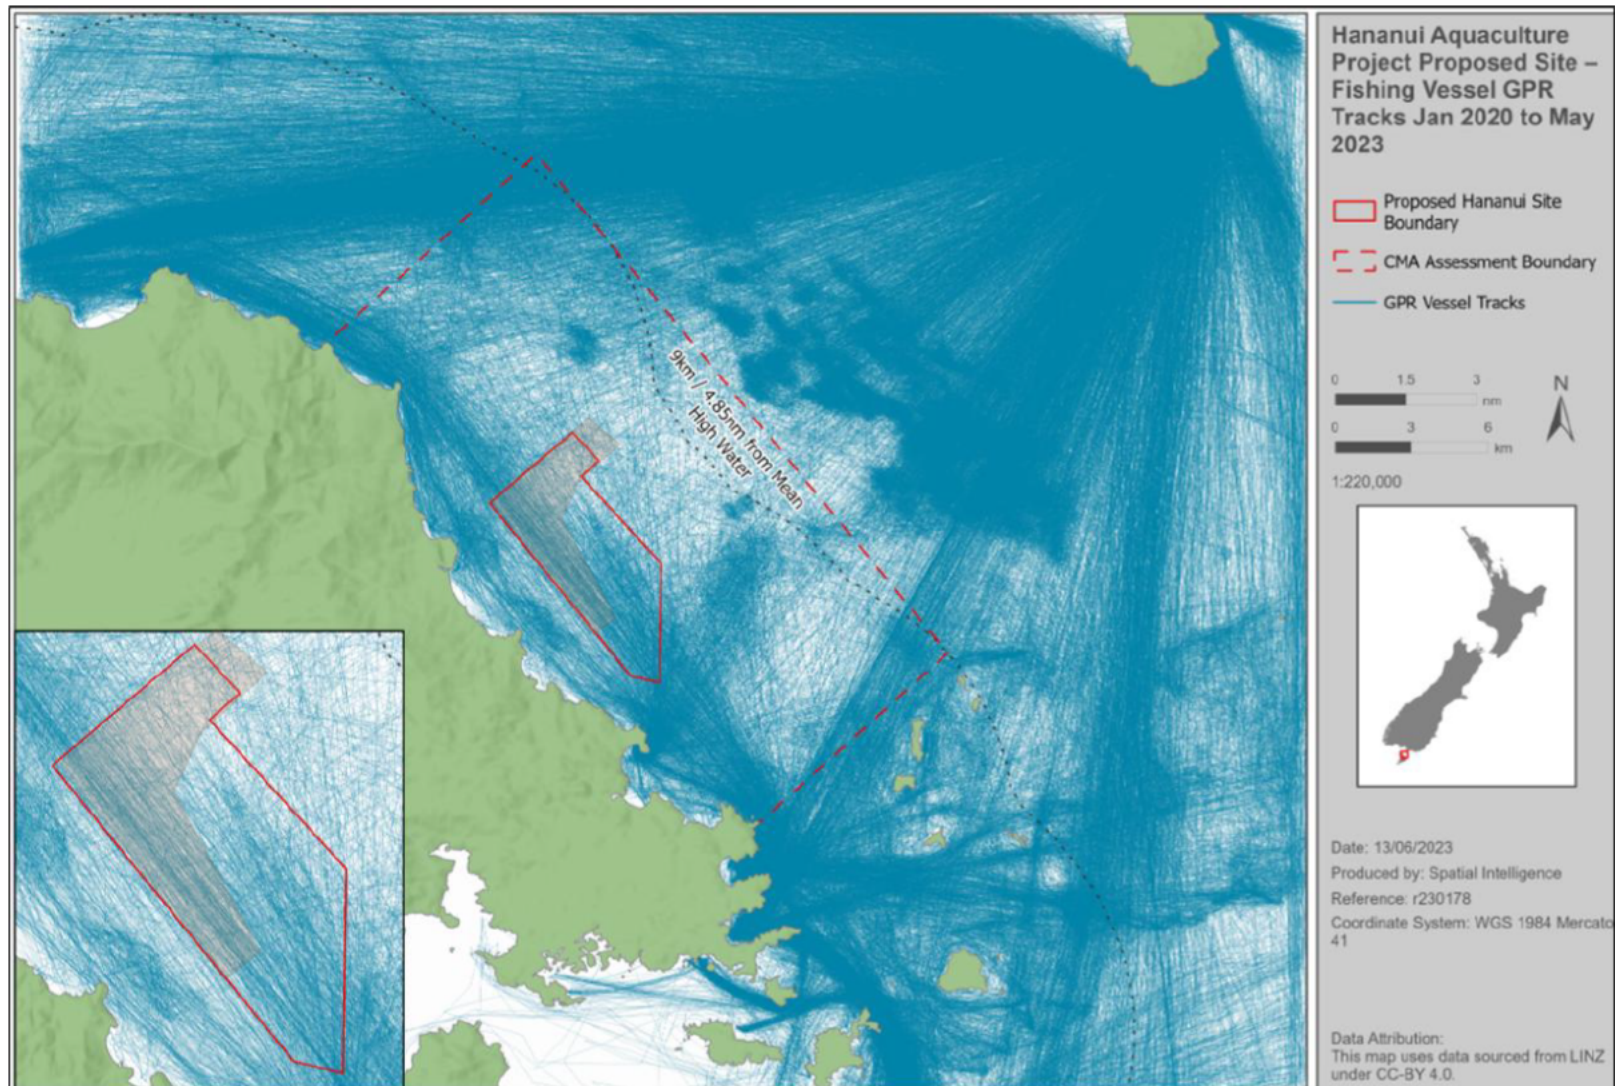 Hananui Aquaculture
Project Proposed Site –
Fishing Vessel GPR
Tracks Jan 2020 to May
2023
Proposed Hananui Site
Boundary
CMA Assessment Boundary
GPR Vessel Tracks
0 1.5 3
nm
0 3 6
km
N
1:220,000
Date: 13/06/2023
Produced by: Spatial Intelligence
Reference: r230178
Coordinate System: WGS 1984 Mercato
41
Data Attribution:
This map uses data sourced from LINZ
under CC-BY 4.0.
9km / 4.85nm from Mean
High Water